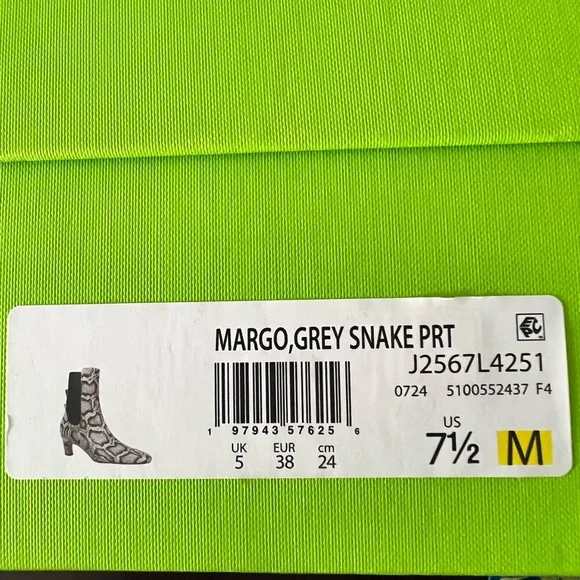 MARGO,GREY SNAKE PRT
J2567L4251
0724 5100552437 F4
1 97943 57625 6
UK EUR cm
5 38 24
US
7½ M